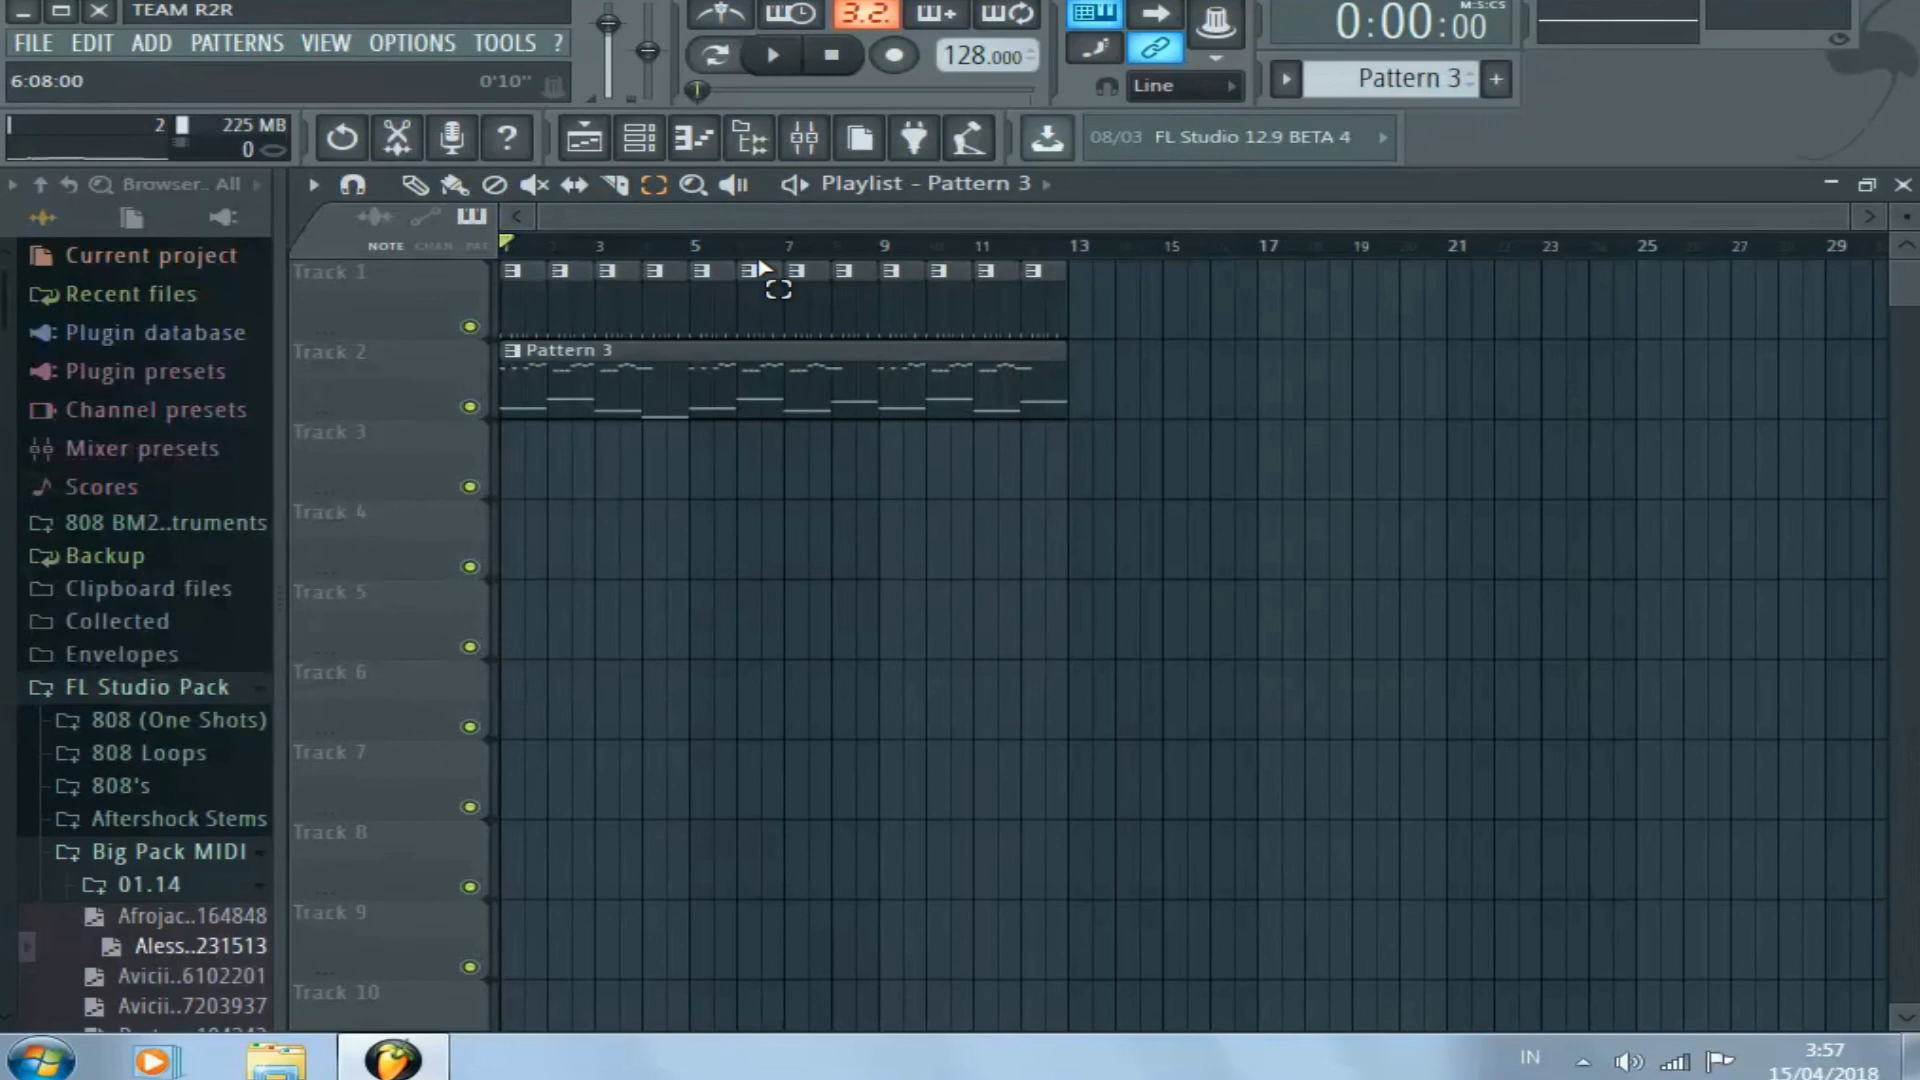 TEAM R2R
FILE EDIT ADD PATTERNS VIEW OPTIONS TOOLS ?
6:08:00 0'10"
3.2.
128.000
Line
M:S:CS
0:00:00
Pattern 3
2 225 MB
0
08/03 FL Studio 12.9 BETA 4
Browser.. All
Playlist - Pattern 3
NOTE CHAN PAT
3 5 7 9 11 13 15 17 19 21 23 25 27 29
Current project
Recent files
Plugin database
Plugin presets
Channel presets
Mixer presets
Scores
808 BM2..truments
Backup
Clipboard files
Collected
Envelopes
FL Studio Pack
808 (One Shots)
808 Loops
808's
Aftershock Stems
Big Pack MIDI
01.14
Afrojac..164848
Aless..231513
Avicii..6102201
Avicii..7203937
Track 1
Track 2
Pattern 3
Track 3
Track 4
Track 5
Track 6
Track 7
Track 8
Track 9
Track 10
IN
3:57
15/04/2018